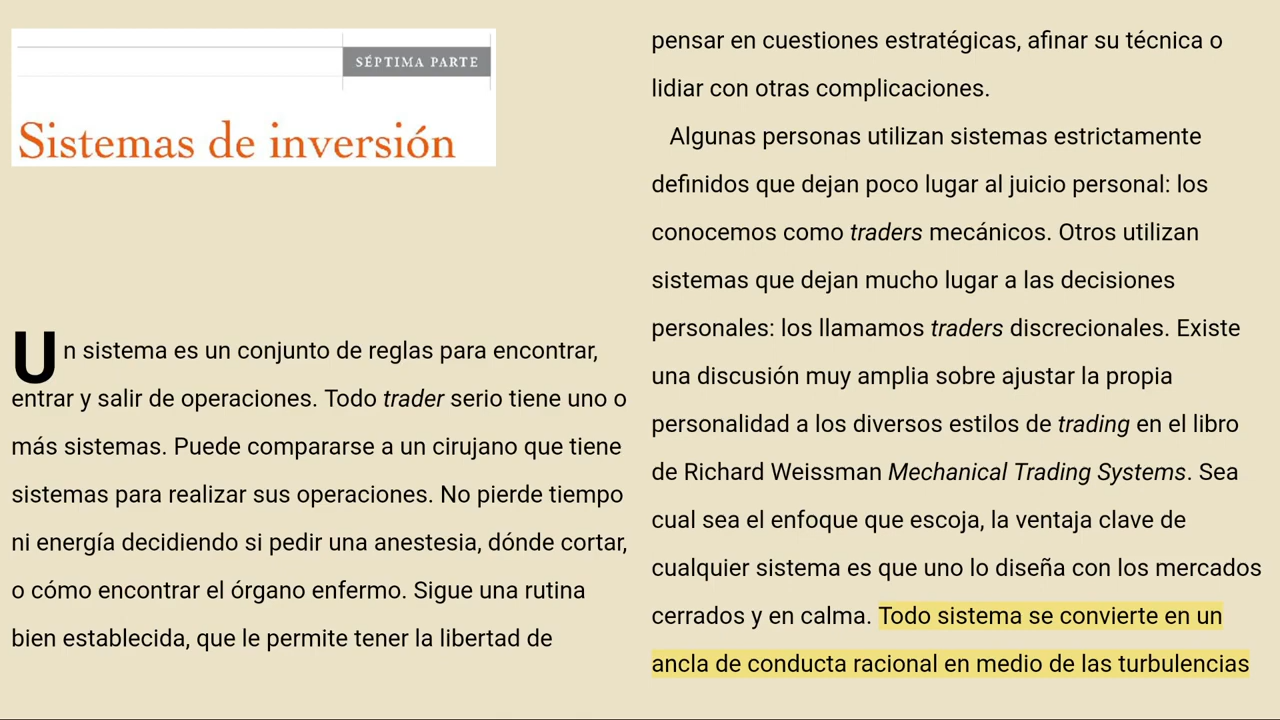 SÉPTIMA PARTE
Sistemas de inversión
Un sistema es un conjunto de reglas para encontrar,
entrar y salir de operaciones. Todo trader serio tiene uno o
más sistemas. Puede compararse a un cirujano que tiene
sistemas para realizar sus operaciones. No pierde tiempo
ni energía decidiendo si pedir una anestesia, dónde cortar,
o cómo encontrar el órgano enfermo. Sigue una rutina
bien establecida, que le permite tener la libertad de
pensar en cuestiones estratégicas, afinar su técnica o
lidiar con otras complicaciones.
Algunas personas utilizan sistemas estrictamente
definidos que dejan poco lugar al juicio personal: los
conocemos como traders mecánicos. Otros utilizan
sistemas que dejan mucho lugar a las decisiones
personales: los llamamos traders discrecionales. Existe
una discusión muy amplia sobre ajustar la propia
personalidad a los diversos estilos de trading en el libro
de Richard Weissman Mechanical Trading Systems. Sea
cual sea el enfoque que escoja, la ventaja clave de
cualquier sistema es que uno lo diseña con los mercados
cerrados y en calma. Todo sistema se convierte en un
ancla de conducta racional en medio de las turbulencias